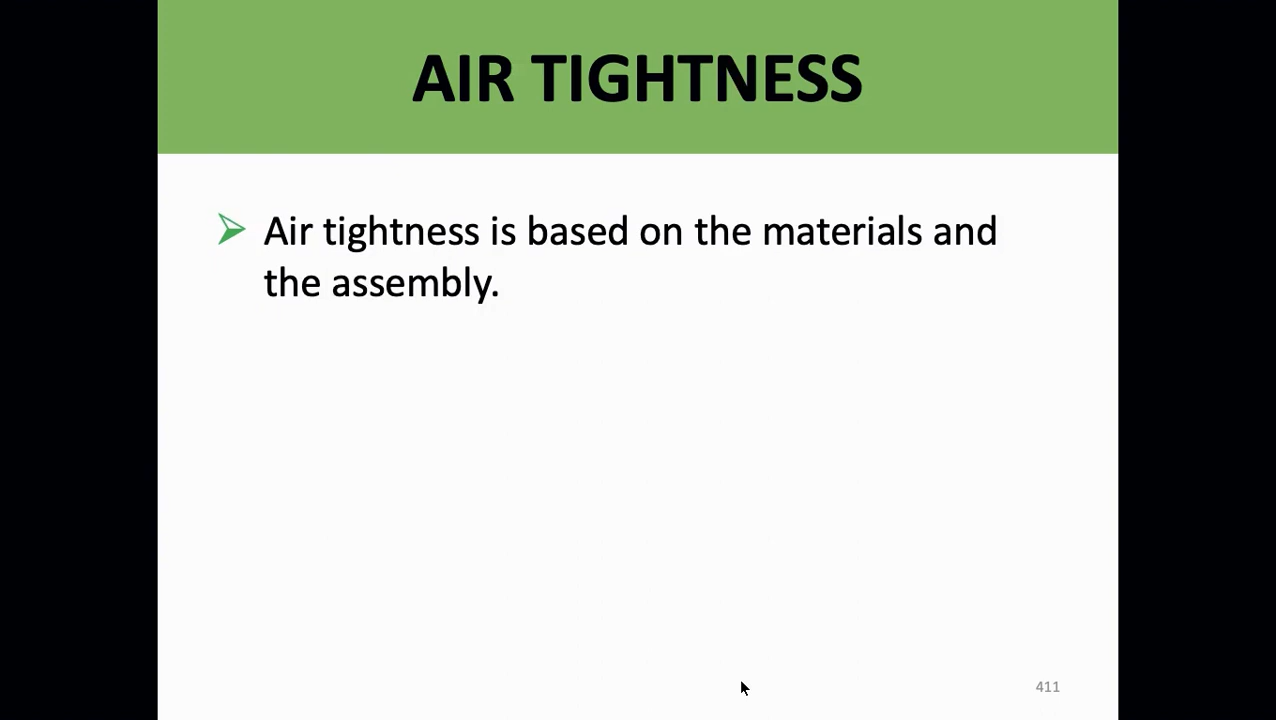 AIR TIGHTNESS
Air tightness is based on the materials and
the assembly.
411